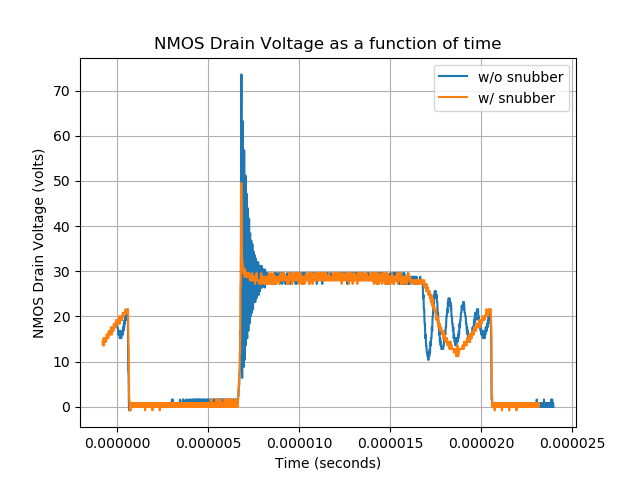 NMOS Drain Voltage as a function of time
w/o snubber
w/ snubber
NMOS Drain Voltage (volts)
70
60
50
40
30
20
10
0
0.000000 0.000005 0.000010 0.000015 0.000020 0.000025
Time (seconds)